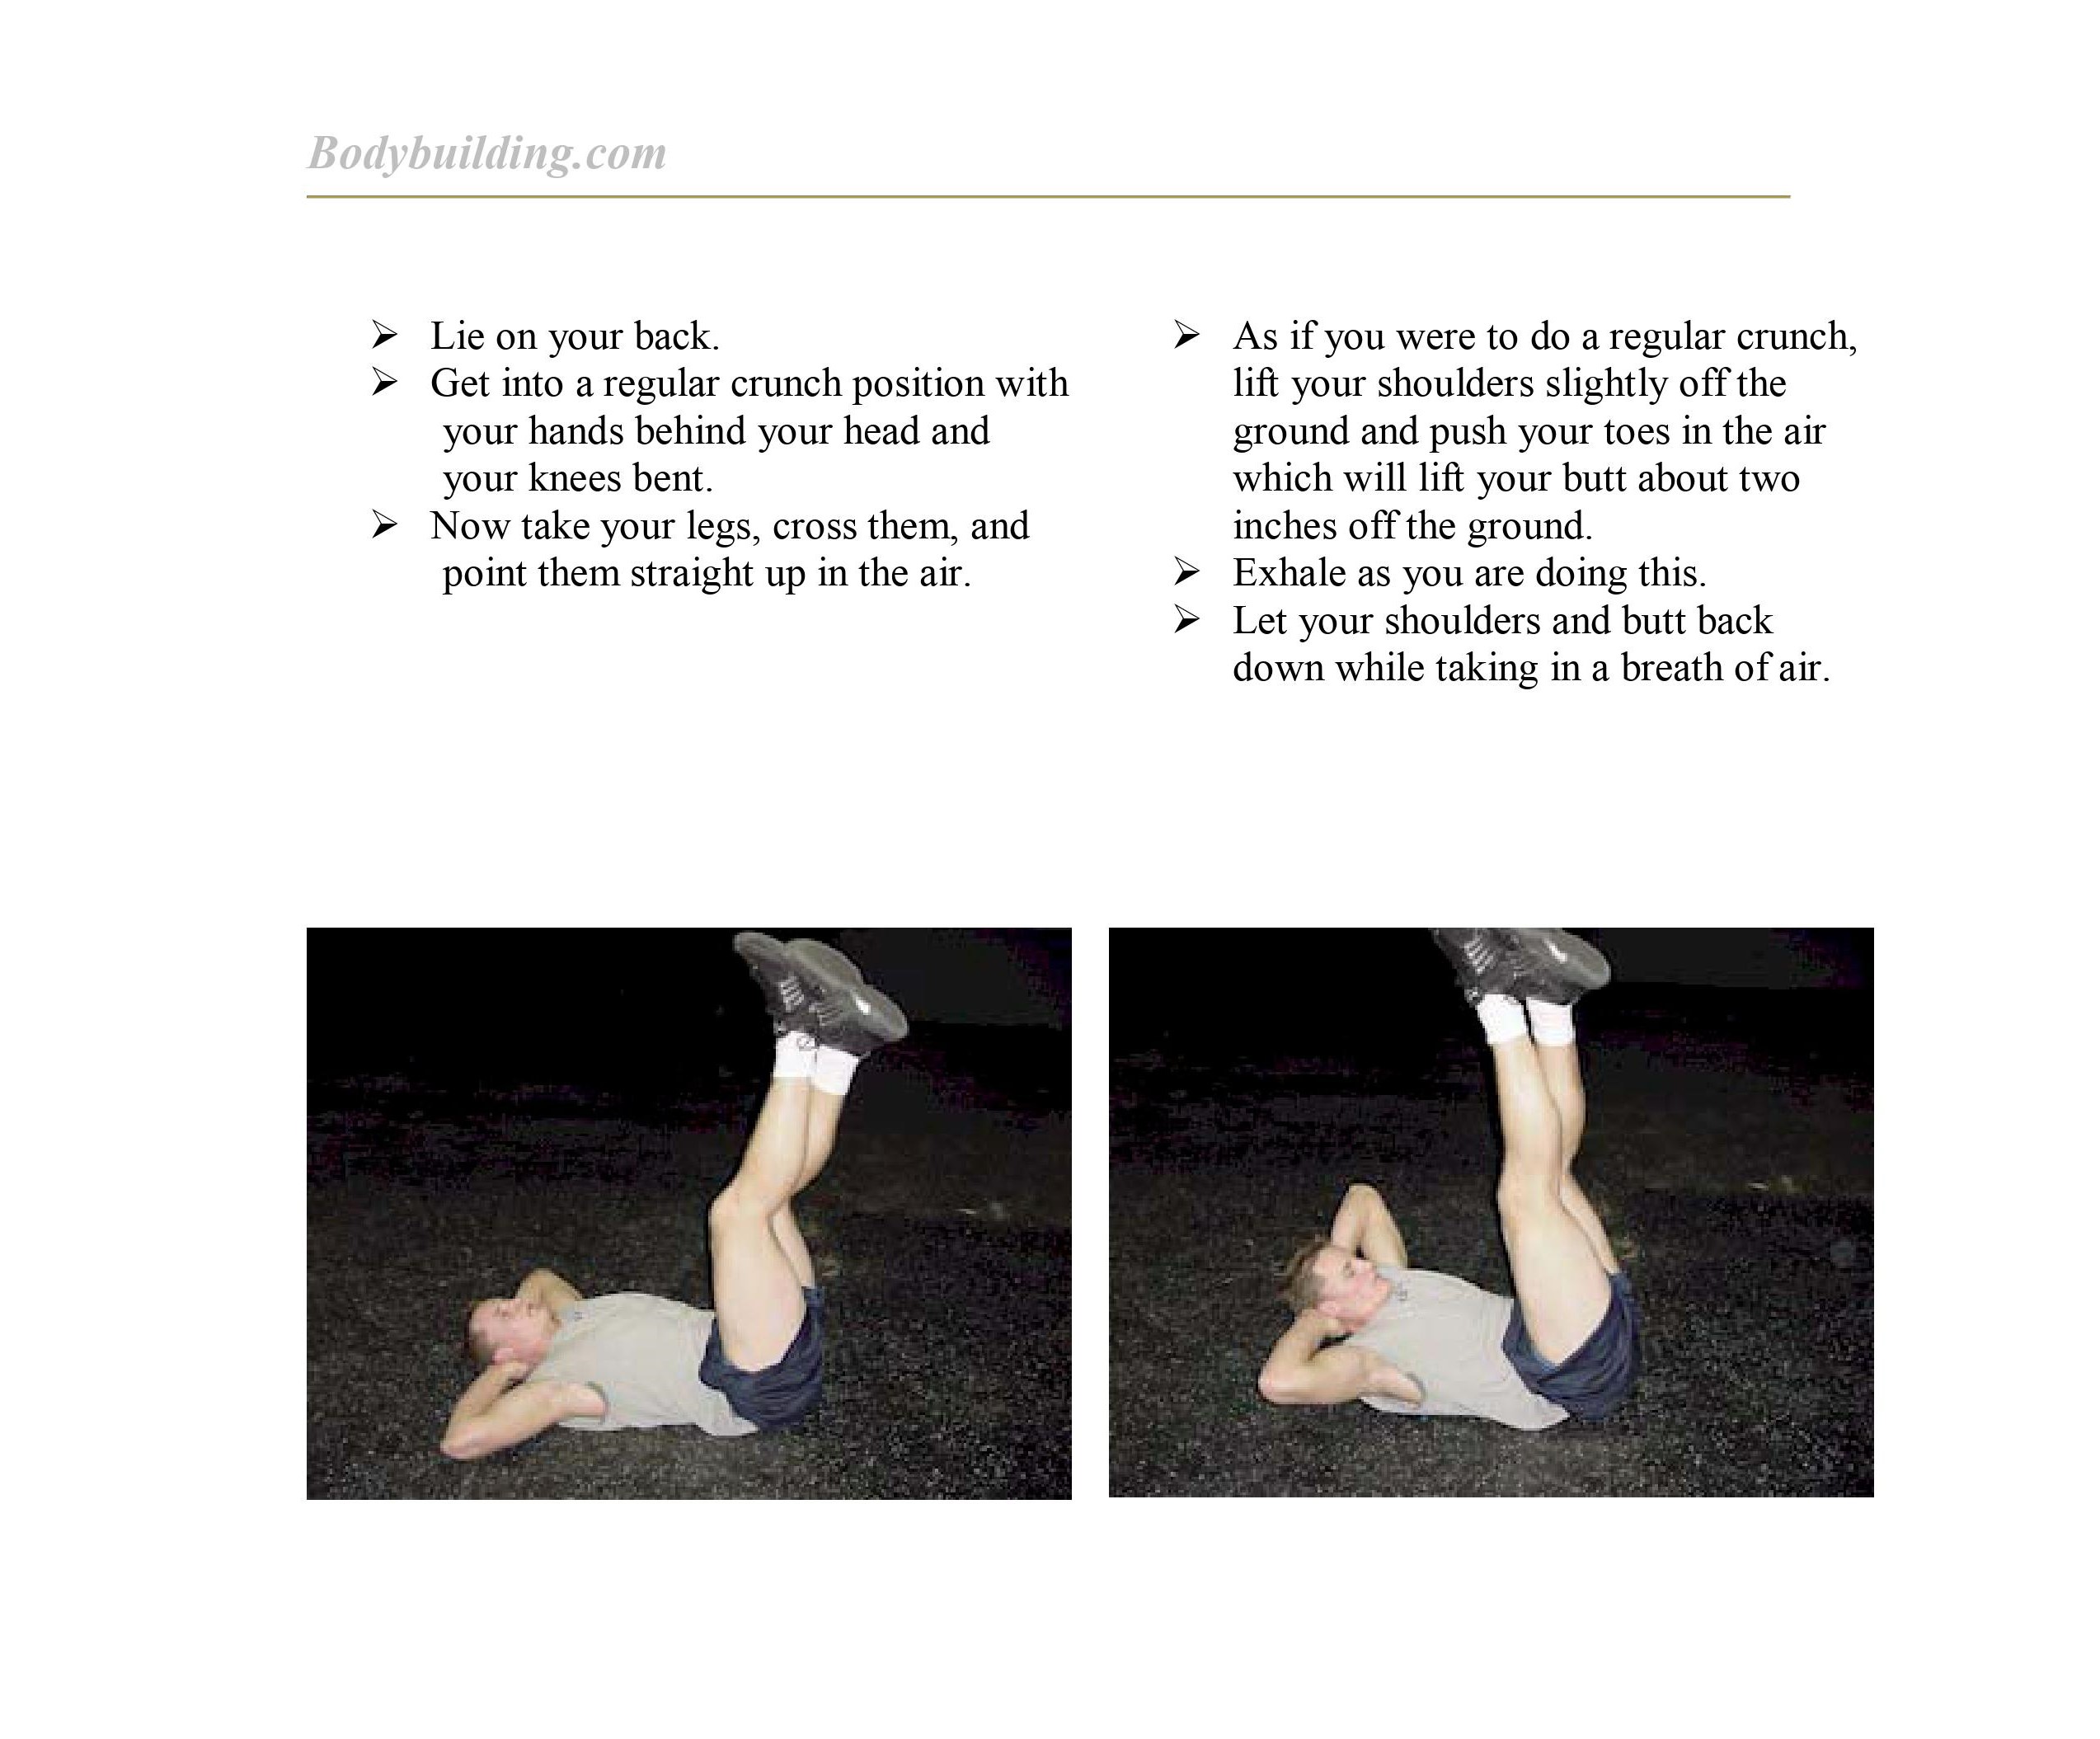 Bodybuilding.com
➢ Lie on your back.
➢ Get into a regular crunch position with
your hands behind your head and
your knees bent.
➢ Now take your legs, cross them, and
point them straight up in the air.
➢ As if you were to do a regular crunch,
lift your shoulders slightly off the
ground and push your toes in the air
which will lift your butt about two
inches off the ground.
➢ Exhale as you are doing this.
➢ Let your shoulders and butt back
down while taking in a breath of air.